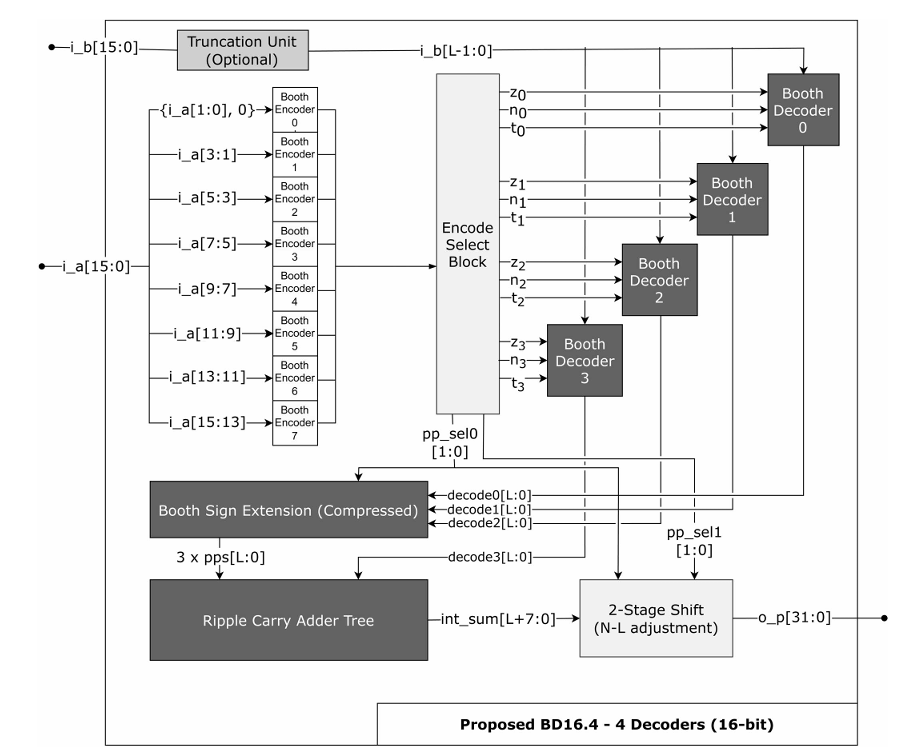 i_b[15:0]
Truncation Unit
(Optional)
i_b[L-1:0]
{i_a[1:0], 0}
Booth
Encoder
0
i_a[3:1]
Booth
Encoder
1
i_a[5:3]
Booth
Encoder
2
i_a[7:5]
Booth
Encoder
3
i_a[15:0]
i_a[9:7]
Booth
Encoder
4
i_a[11:9]
Booth
Encoder
5
i_a[13:11]
Booth
Encoder
6
i_a[15:13]
Booth
Encoder
7
Encode
Select
Block
z0
n0
t0
Booth
Decoder
0
z1
n1
t1
Booth
Decoder
1
z2
n2
t2
Booth
Decoder
2
z3
n3
t3
Booth
Decoder
3
pp_sel0
[1:0]
Booth Sign Extension (Compressed)
decode0[L:0]
decode1[L:0]
decode2[L:0]
pp_sel1
[1:0]
3 x pps[L:0]
decode3[L:0]
Ripple Carry Adder Tree
int_sum[L+7:0]
2-Stage Shift
(N-L adjustment)
o_p[31:0]
Proposed BD16.4 - 4 Decoders (16-bit)